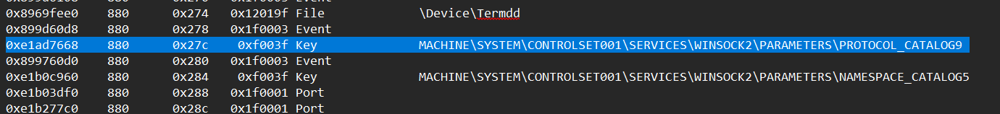 0x8969fee0 880 0x274 0x12019f File \Device\Termdd
0x899d60d8 880 0x278 0x1f0003 Event
0xe1ad7668 880 0x27c 0xf003f Key MACHINE\SYSTEM\CONTROLSET001\SERVICES\WINSOCK2\PARAMETERS\PROTOCOL_CATALOG9
0x899760d0 880 0x280 0x1f0003 Event
0xe1b0c960 880 0x284 0xf003f Key MACHINE\SYSTEM\CONTROLSET001\SERVICES\WINSOCK2\PARAMETERS\NAMESPACE_CATALOG5
0xe1b03df0 880 0x288 0x1f0001 Port
0xe1b277c0 880 0x28c 0x1f0001 Port